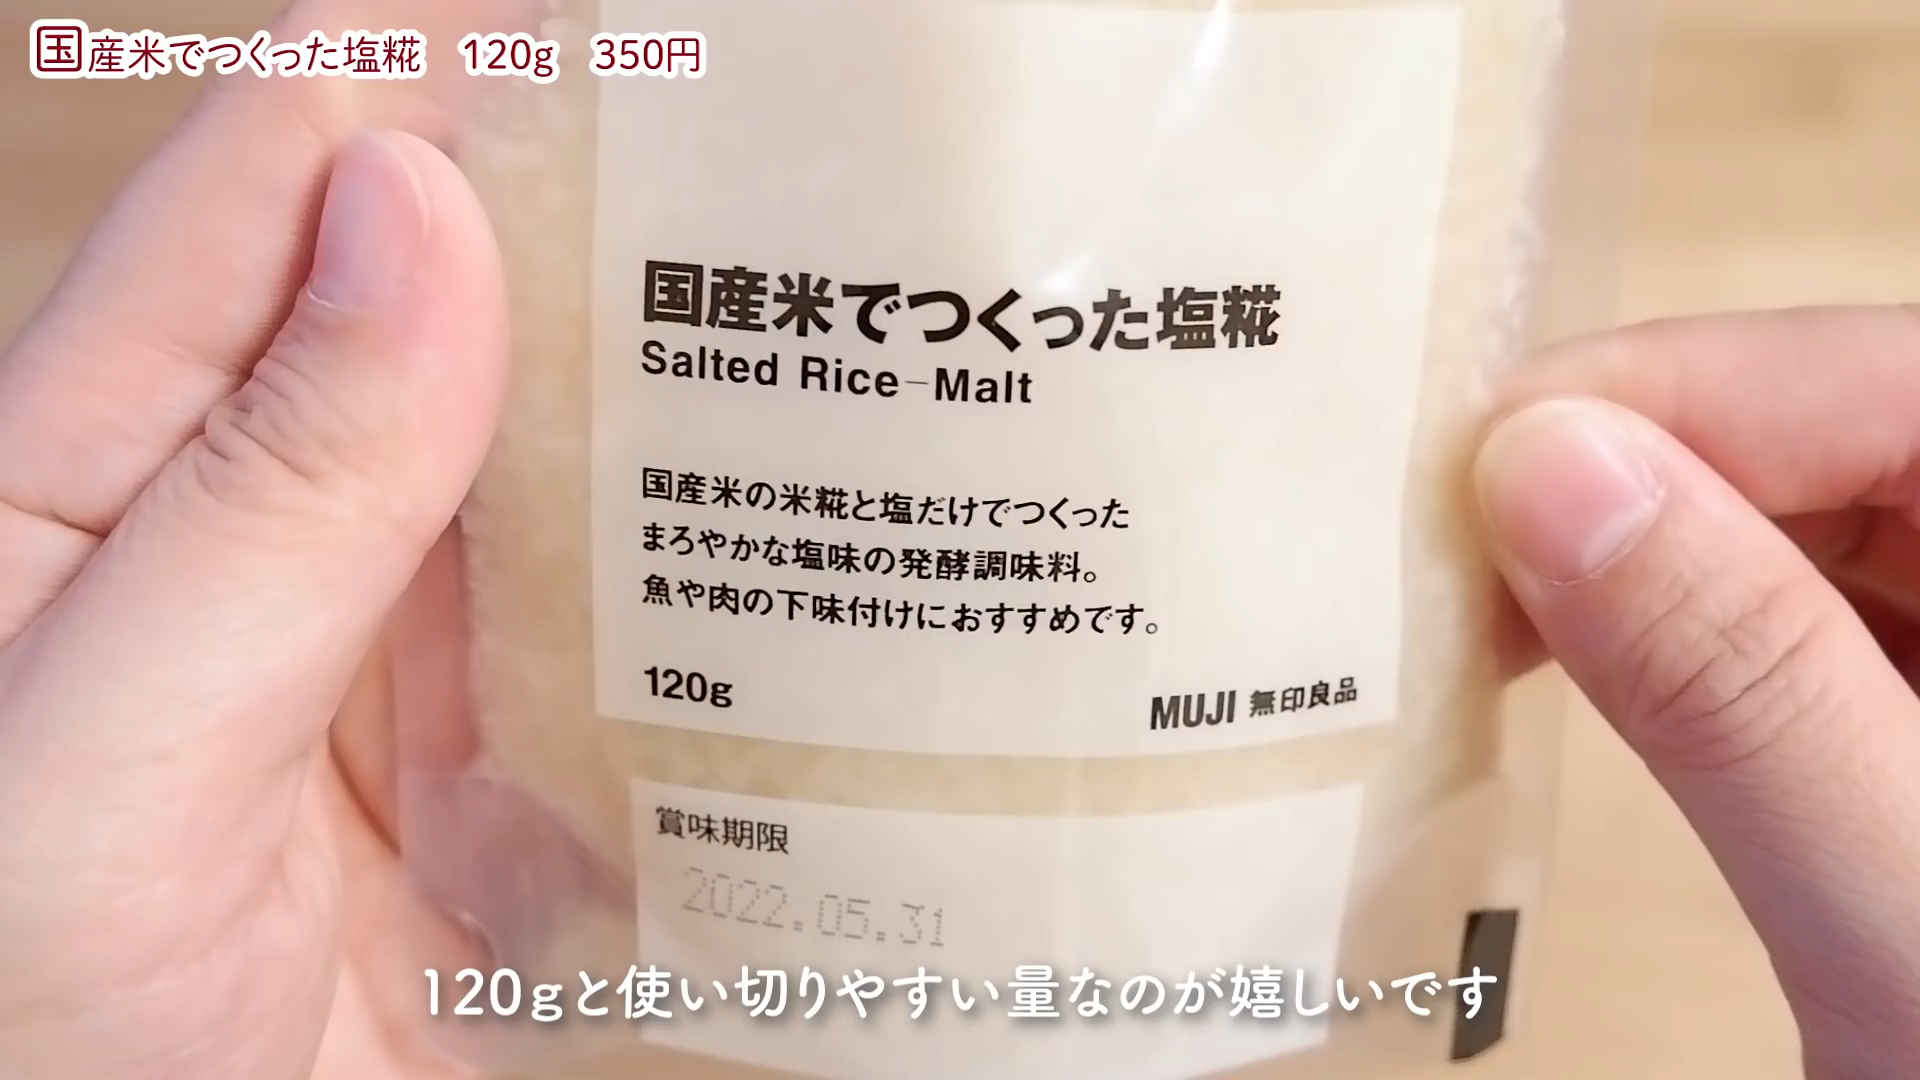 国産米でつくった塩糀　120g　350円
国産米でつくった塩糀
Salted Rice-Malt
国産米の米糀と塩だけでつくった
まろやかな塩味の発酵調味料。
魚や肉の下味付けにおすすめです。
120g
MUJI 無印良品
賞味期限
2022.05.31
120gと使い切りやすい量なのが嬉しいです